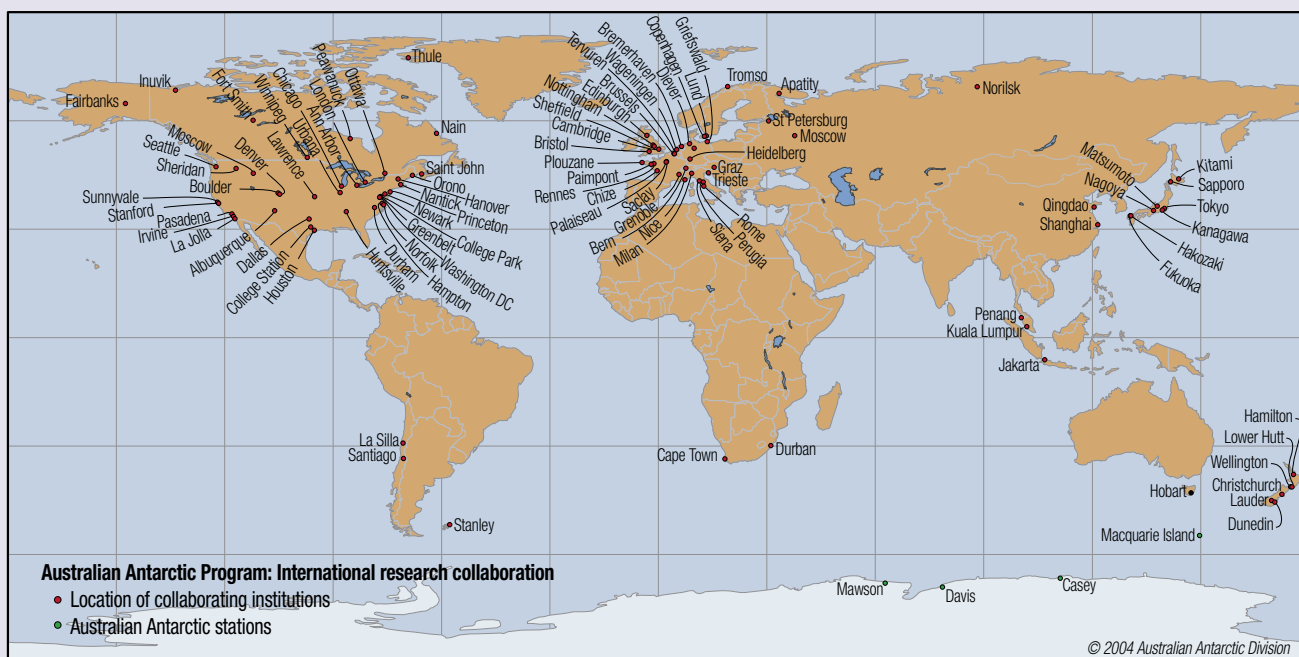 Thule
Inuvik
Fairbanks
Fort Smith
Winnipeg
Chicago
Urbana
Peawanuck
London
Ann Arbore
Ottawa
Lawrence
Nain
Moscow
Seattle
Sheridan
Denver
Boulder
Sunnyvale
Stanford
Pasadena
Irvine
La Jolla
Albuquerque
Dallas
College Station
Houston
Saint John
Orono
Hanover
Nantick
Princeton
Newark
College Park
Greenbelt
Washington DC
Norfolk
Hampton
Durham
Huntsville
Griefswald
Copenhagen
Lund
Bremerhaven
Driever
Tervuren
Wageningen
Brussels
Edinburgh
Nottingham
Sheffield
Cambridge
Bristol
Plouzane
Paimpont
Rennes
Chize
Palaiseau
Saclay
Grenoble
Bern
Nice
Milan
Siena
Rome
Perugia
Tromso
Apatity
St Petersburg
Moscow
Heidelberg
Graz
Trieste
Norilsk
Matsumoto
Nagoya
Kitami
Sapporo
Tokyo
Kanagawa
Hakozaki
Fukuoka
Qingdao
Shanghai
Penang
Kuala Lumpur
Jakarta
La Silla
Santiago
Stanley
Cape Town
Durban
Hamilton
Lower Hutt
Wellington
Christchurch
Lauder
Dunedin
Hobart
Macquarie Island
Mawson
Davis
Casey
Australian Antarctic Program: International research collaboration
Location of collaborating institutions
Australian Antarctic stations
© 2004 Australian Antarctic Division